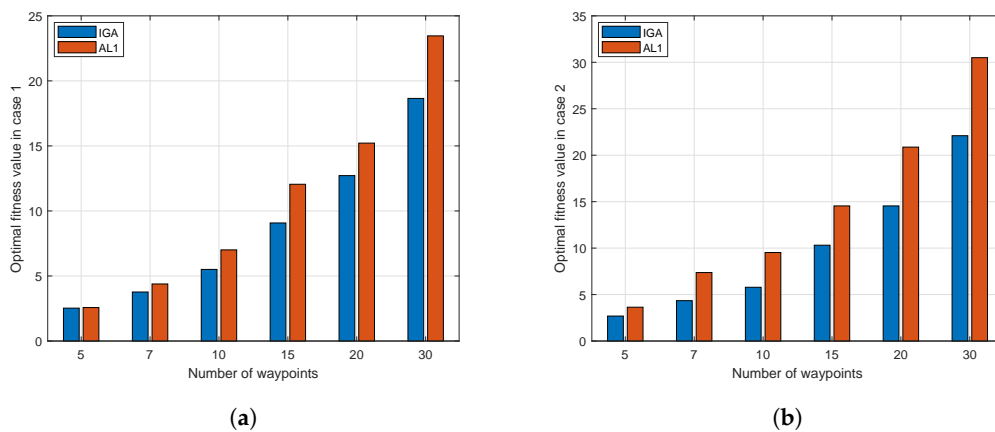 25
20
15
10
5
0
Optimal fitness value in case 1
IGA
AL1
5 7 10 15 20 30
Number of waypoints
(a)
35
30
25
20
15
10
5
0
Optimal fitness value in case 2
IGA
AL1
5 7 10 15 20 30
Number of waypoints
(b)